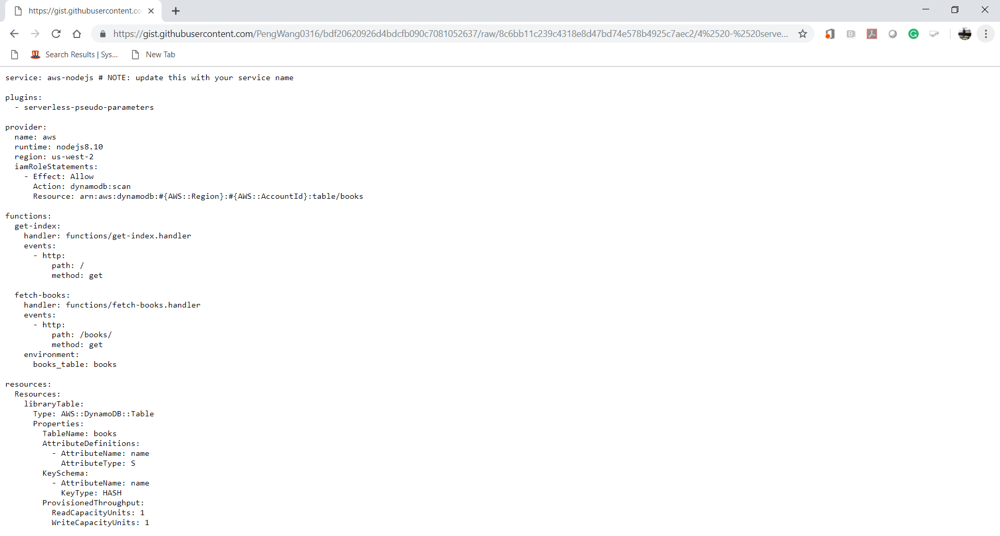 https://gist.githubusercontent.co
https://gist.githubusercontent.com/PengWang0316/bdf20620926d4bdcfb090c7081052637/raw/8c6bb11c239c4318e8d47bd74e578b4925c7aec2/4%2520-%2520serve...
Search Results | Sys... New Tab
service: aws-nodejs # NOTE: update this with your service name

plugins:
  - serverless-pseudo-parameters

provider:
  name: aws
  runtime: nodejs8.10
  region: us-west-2
  iamRoleStatements:
    - Effect: Allow
      Action: dynamodb:scan
      Resource: arn:aws:dynamodb:#{AWS::Region}:#{AWS::AccountId}:table/books

functions:
  get-index:
    handler: functions/get-index.handler
    events:
      - http:
          path: /
          method: get

  fetch-books:
    handler: functions/fetch-books.handler
    events:
      - http:
          path: /books/
          method: get
    environment:
      books_table: books

resources:
  Resources:
    libraryTable:
      Type: AWS::DynamoDB::Table
      Properties:
        TableName: books
        AttributeDefinitions:
          - AttributeName: name
            AttributeType: S
        KeySchema:
          - AttributeName: name
            KeyType: HASH
        ProvisionedThroughput:
          ReadCapacityUnits: 1
          WriteCapacityUnits: 1